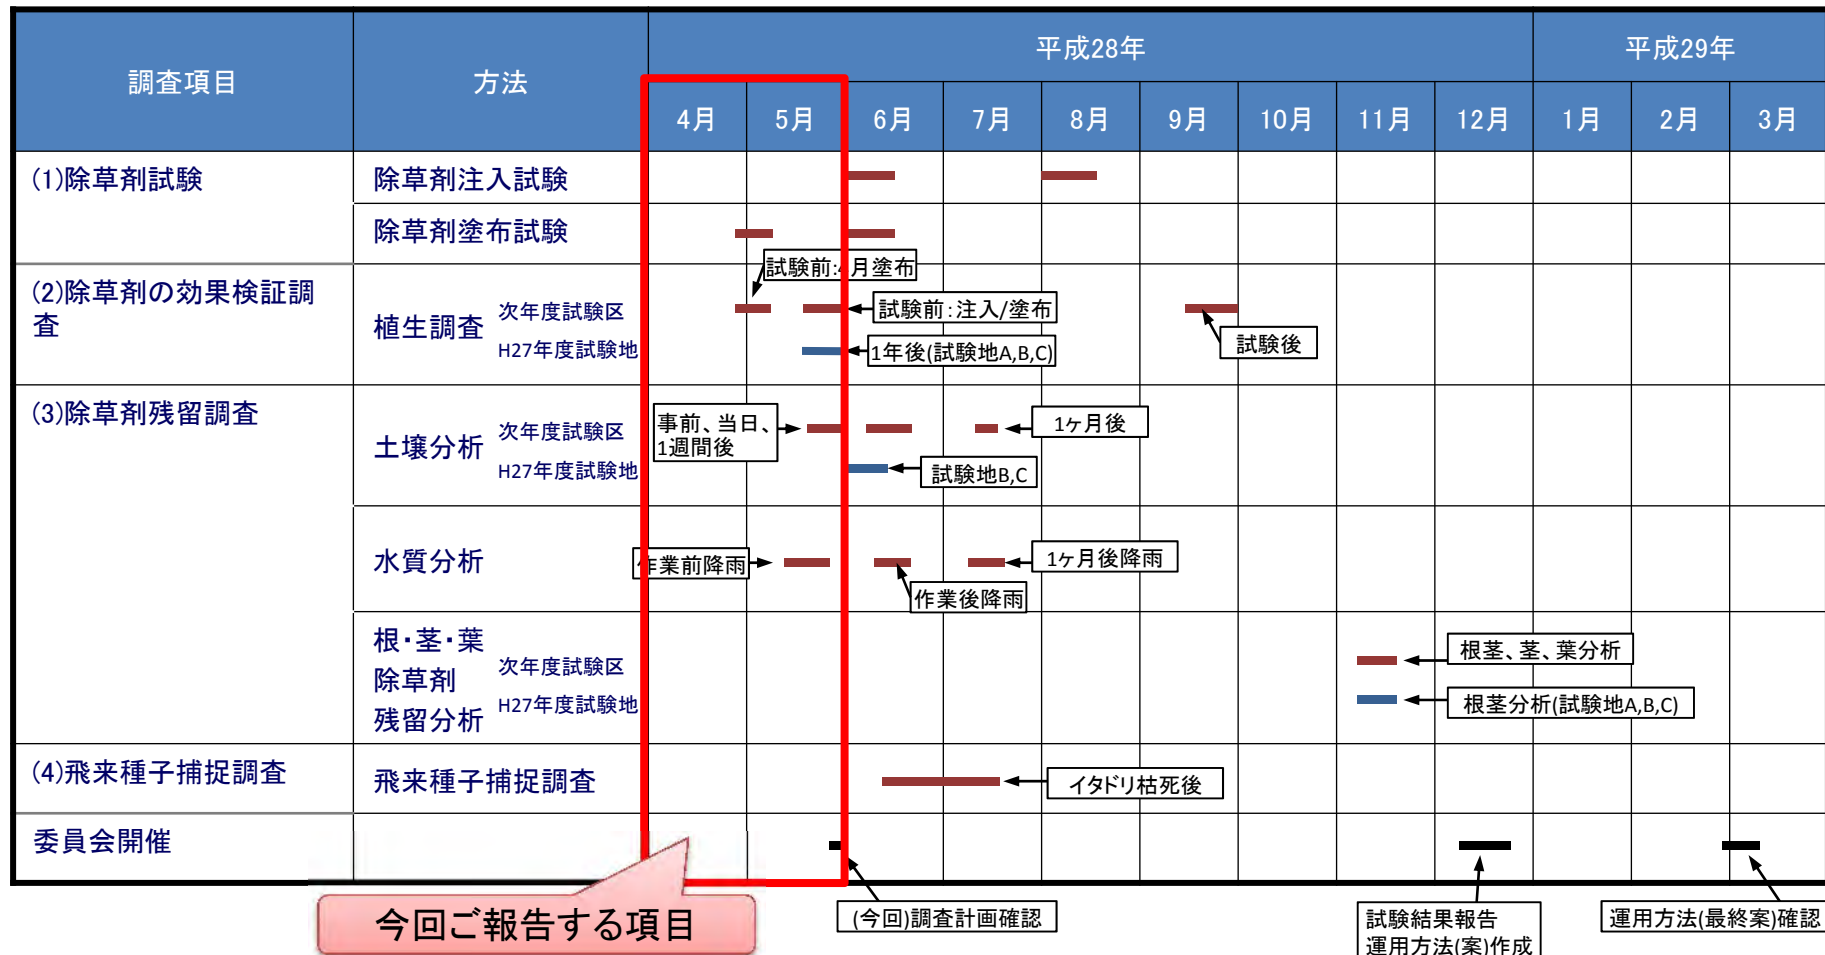 調査項目
方法
平成28年
平成29年
4月
5月
6月
7月
8月
9月
10月
11月
12月
1月
2月
3月
(1)除草剤試験
除草剤注入試験
除草剤塗布試験
(2)除草剤の効果検証調
査
植生調査
次年度試験区
H27年度試験地
試験前:4月塗布
試験前:注入/塗布
1年後(試験地A,B,C)
試験後
(3)除草剤残留調査
土壌分析
次年度試験区
H27年度試験地
事前、当日、
1週間後
1ヶ月後
試験地B,C
水質分析
作業前降雨
1ヶ月後降雨
作業後降雨
根・茎・葉
除草剤
残留分析
次年度試験区
H27年度試験地
根茎、茎、葉分析
根茎分析(試験地A,B,C)
(4)飛来種子捕捉調査
飛来種子捕捉調査
イタドリ枯死後
委員会開催
今回ご報告する項目
(今回)調査計画確認
試験結果報告
運用方法(案)作成
運用方法(最終案)確認